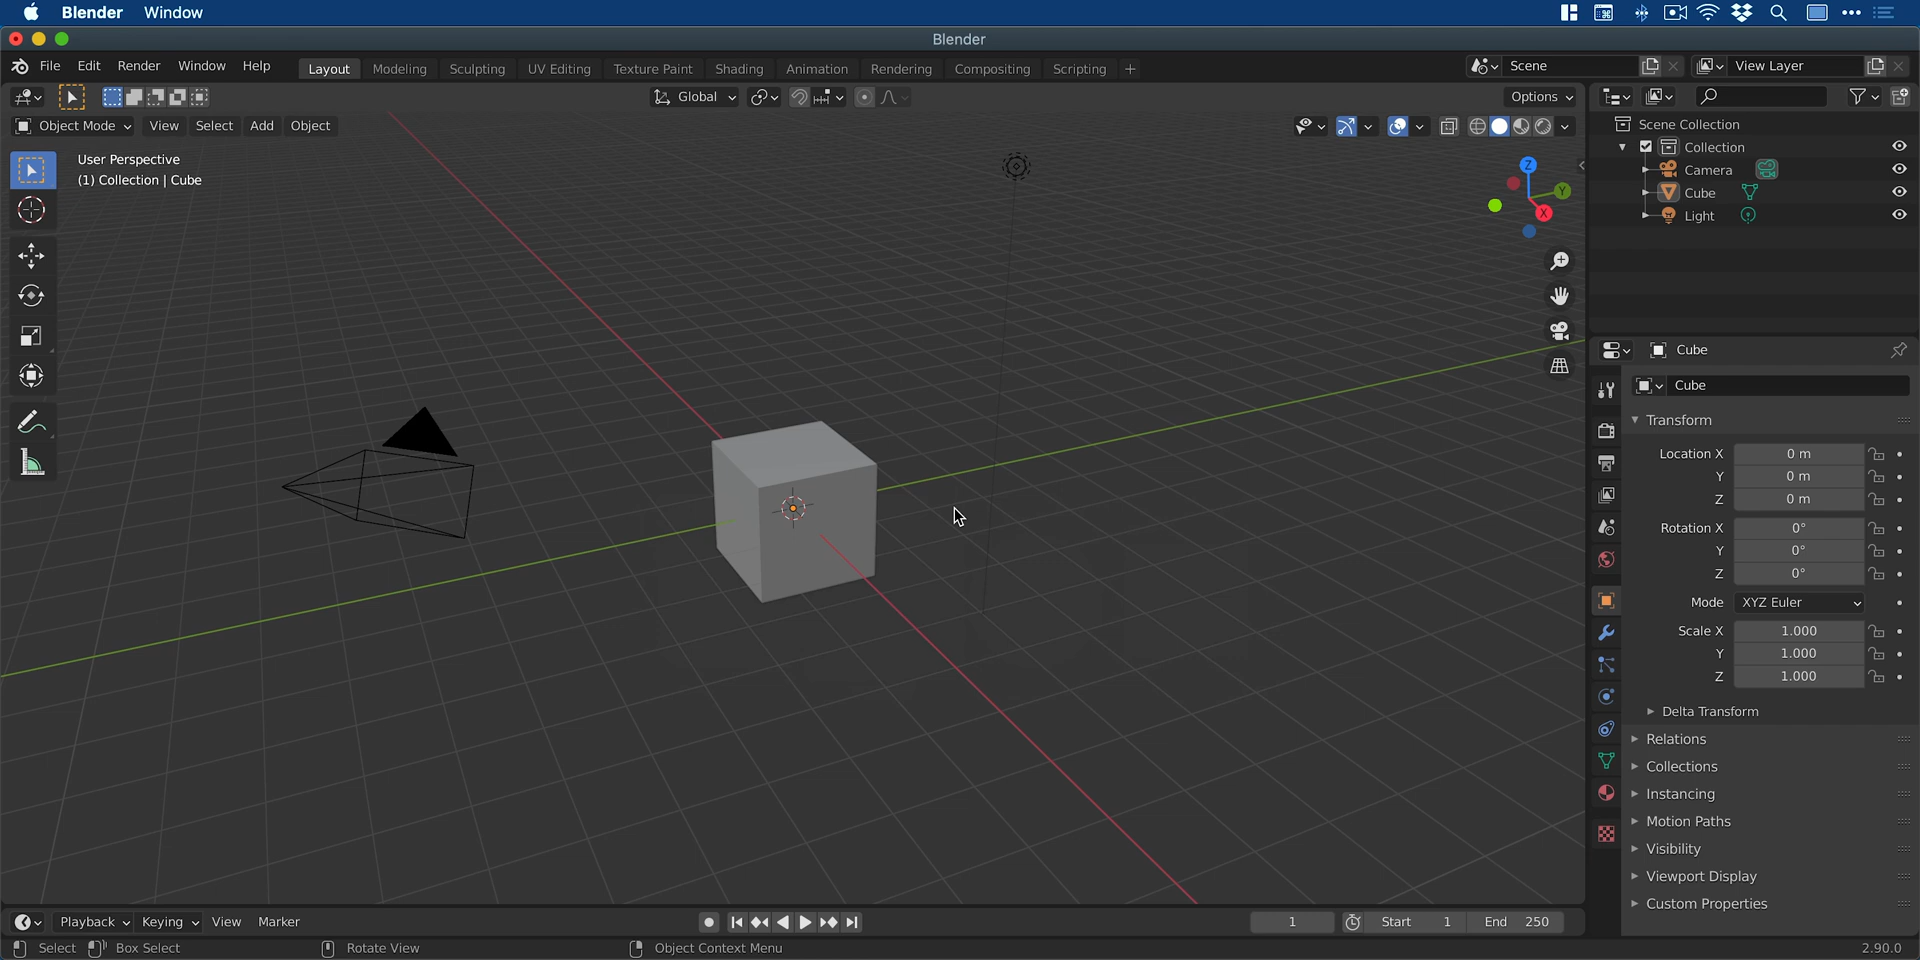 Blender Window
Blender
File Edit Render Window Help Layout Modeling Sculpting UV Editing Texture Paint Shading Animation Rendering Compositing Scripting + Scene View Layer
Global Options
Object Mode View Select Add Object
User Perspective
(1) Collection | Cube
Z
Y
X
Scene Collection
Collection
Camera
Cube
Light
Cube
Cube
Transform
Location X 0 m
Y 0 m
Z 0 m
Rotation X 0°
Y 0°
Z 0°
Mode XYZ Euler
Scale X 1.000
Y 1.000
Z 1.000
Delta Transform
Relations
Collections
Instancing
Motion Paths
Visibility
Viewport Display
Custom Properties
Playback Keying View Marker 1 Start 1 End 250
Select Box Select Rotate View Object Context Menu 2.90.0